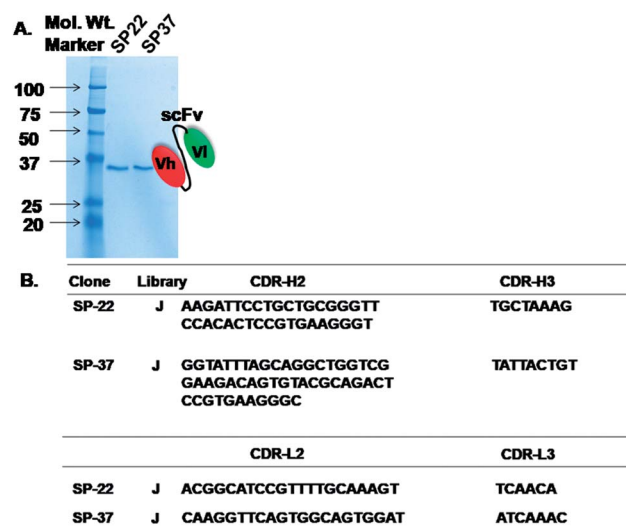 A.
Mol. Wt.
Marker
SP22
SP37
100
75
50
37
25
20
scFv
Vh
Vl
B.
Clone Library CDR-H2 CDR-H3
SP-22 J AAGATTCCTGCTGCGGGTT TGCTAAAG
CCACACTCCGTGAAGGGT
SP-37 J GGTATTTAGCAGGCTGGTCG TATTACTGT
GAAGACAGTGTACGCAGACT
CCGTGAAGGGC
CDR-L2 CDR-L3
SP-22 J ACGGCATCCGTTTTGCAAAGT TCAACA
SP-37 J CAAGGTTCAGTGGCAGTGGAT ATCAAAC